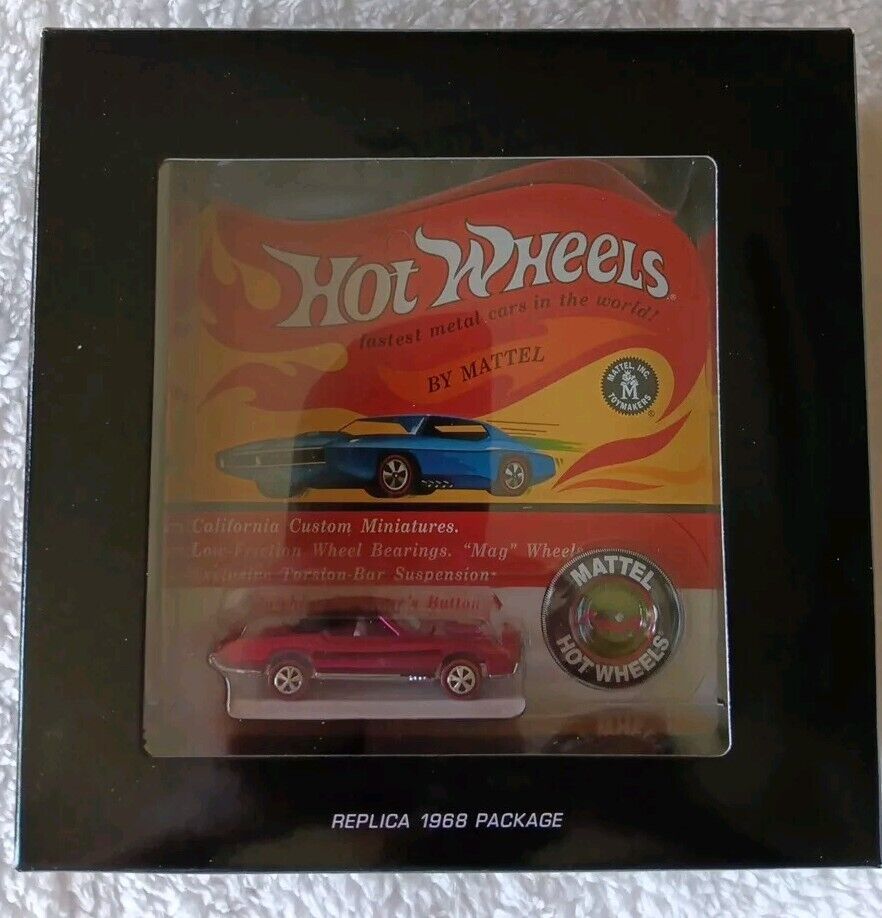 HOT WHEELS®
fastest metal cars in the world!
BY MATTEL
MATTEL, INC.
M
TOYMAKERS
©
California Custom Miniatures.
Low-Friction Wheel Bearings. “Mag” Wheels
Exclusive Torsion-Bar Suspension
Button
MATTEL
HOT WHEELS
REPLICA 1968 PACKAGE